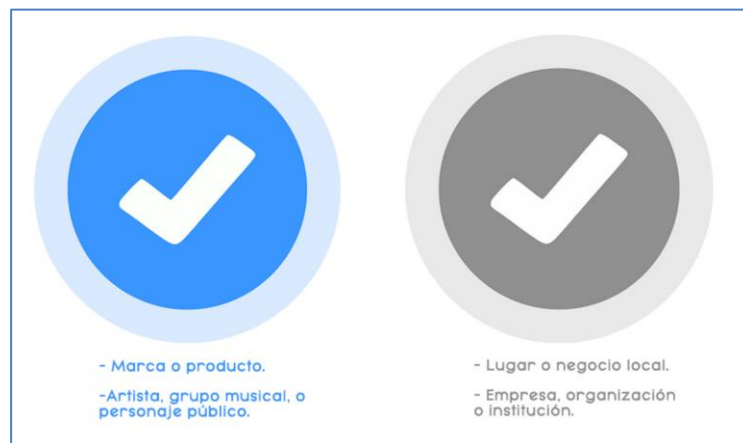 - Marca o producto.
-Artista, grupo musical, o
personaje público.
- Lugar o negocio local.
- Empresa, organización
o institución.